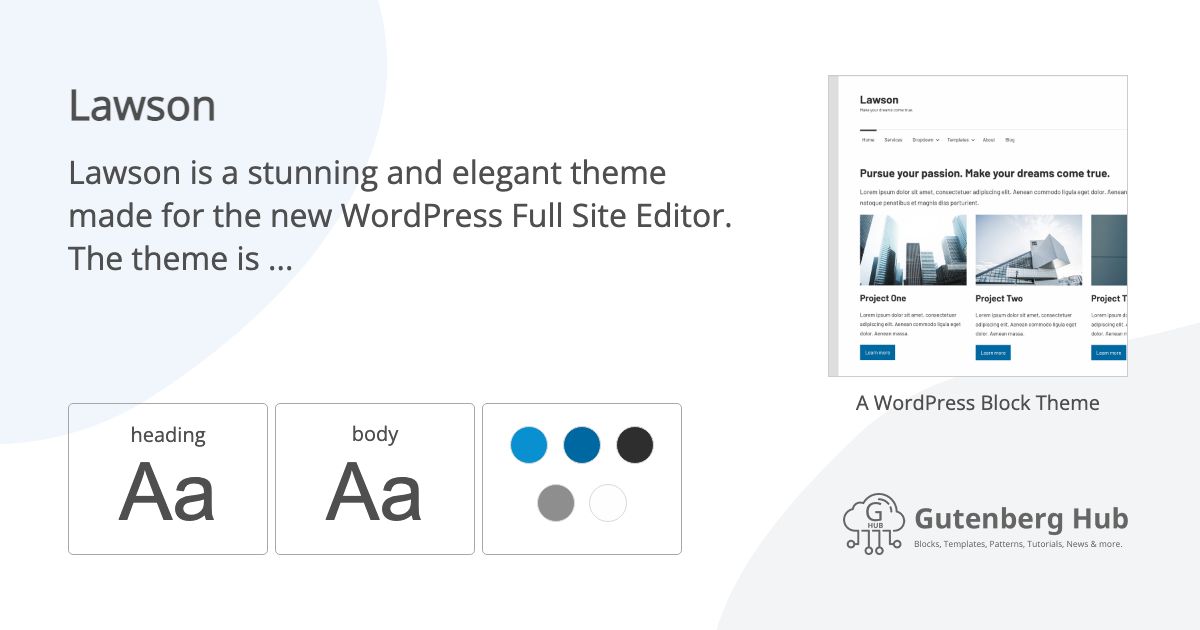 Lawson
Lawson is a stunning and elegant theme
made for the new WordPress Full Site Editor.
The theme is ...
heading
Aa
body
Aa
Lawson
Make your dreams come true.
Home Services Dropdown Templates About Blog
Pursue your passion. Make your dreams come true.
Lorem ipsum dolor sit amet, consectetuer adipiscing elit. Aenean commodo ligula eget dolor. Aenean
natoque penatibus et magnis diss parturient.
Project One
Lorem ipsum dolor sit amet, consectetuer
adipiscing elit. Aenean commodo ligula eget
dolor. Aenean massa.
Learn more
Project Two
Lorem ipsum dolor sit amet, consectetuer
adipiscing elit. Aenean commodo ligula eget
dolor. Aenean massa.
Learn more
Project T
Lorem ipsum d
adipiscing elit.
dolor. Aenean
Learn more
A WordPress Block Theme
G
HUB
Gutenberg Hub
Blocks, Templates, Patterns, Tutorials, News & more.